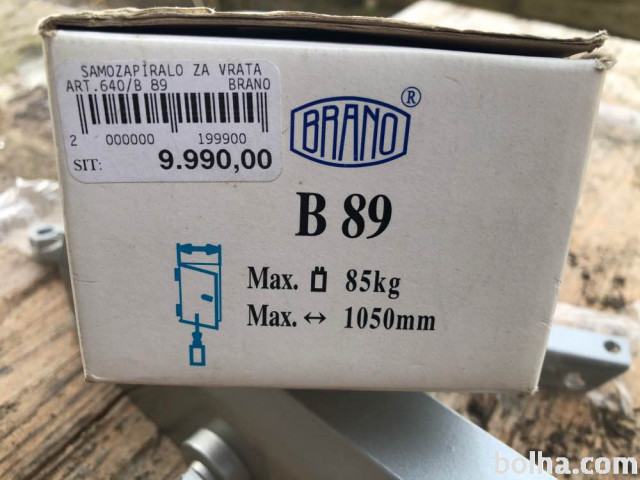 SAMOZAPIRALO ZA VRATA
ART.640/B 89 BRANO
2 000000 199900
SIT: 9.990,00
BRANO ®
B 89
Max. 85kg
Max. ↔ 1050mm
bolha.com